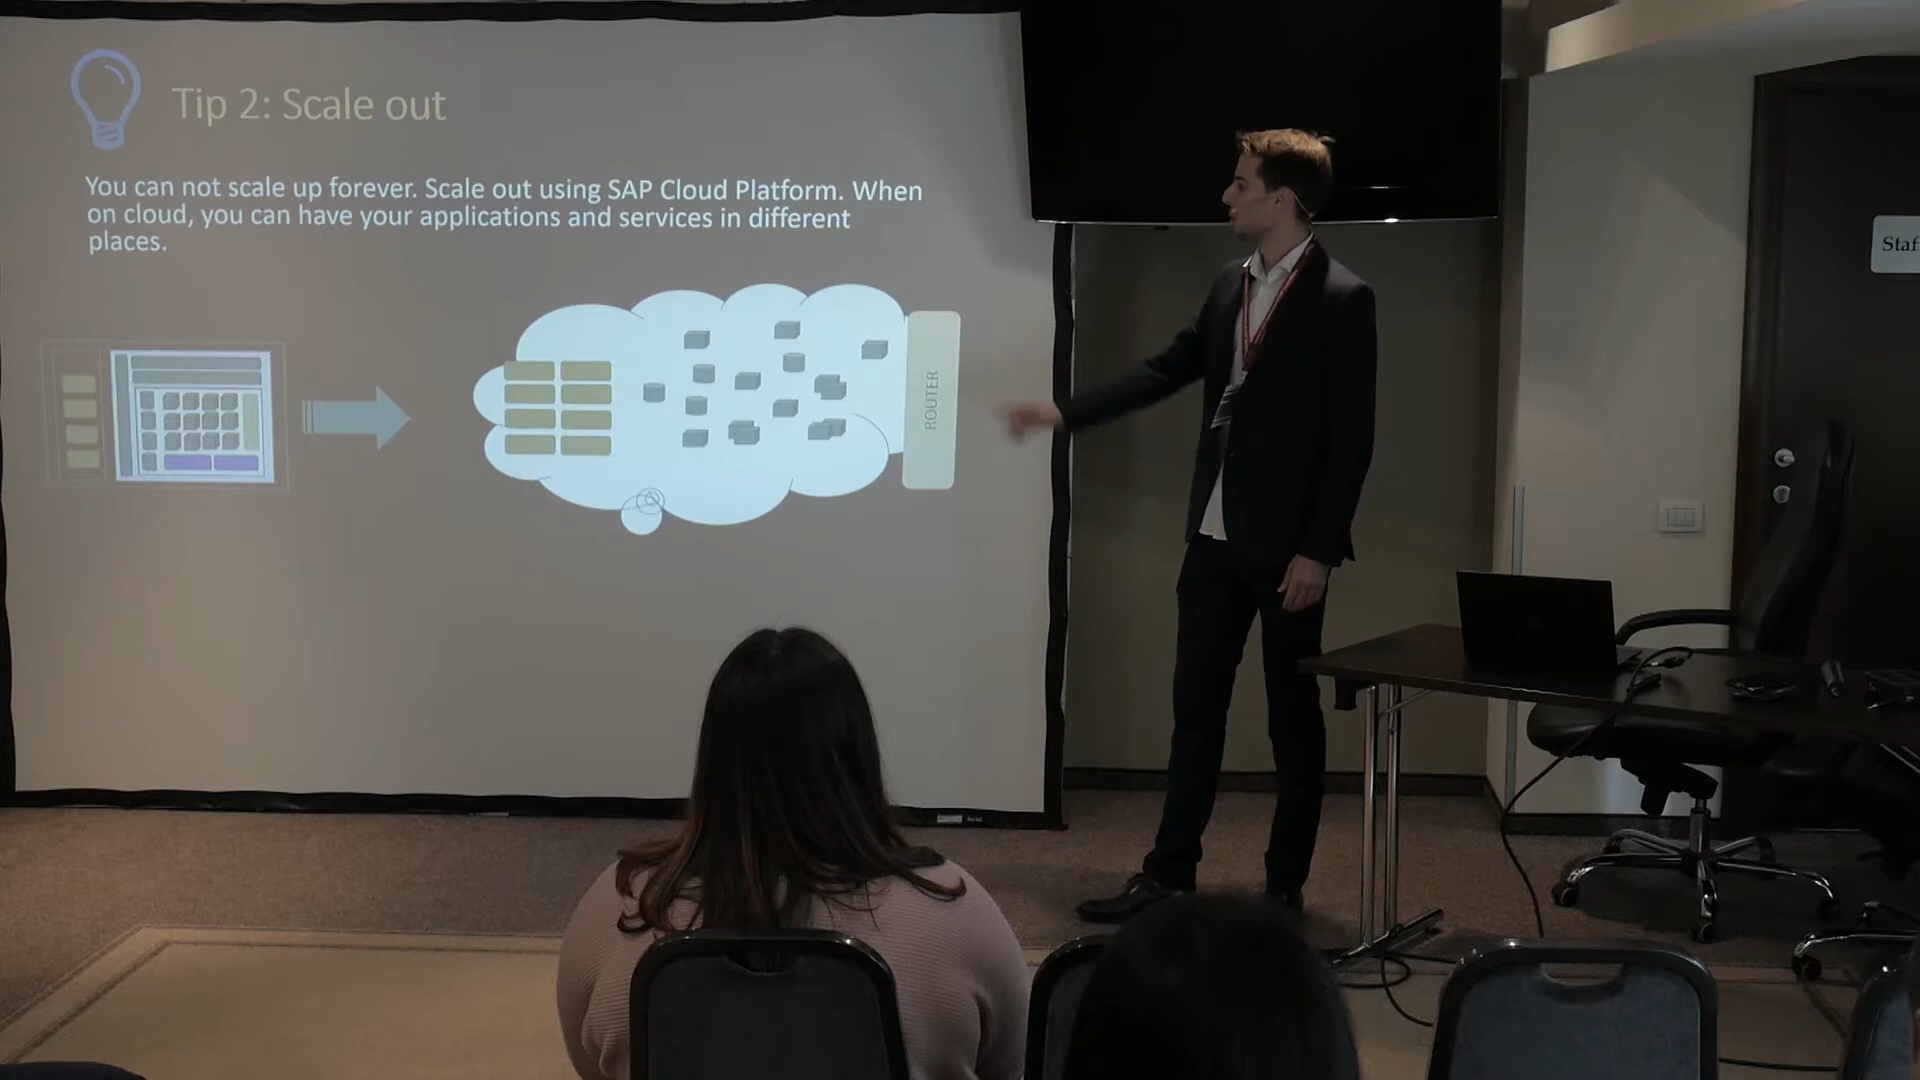 Tip 2: Scale out
You can not scale up forever. Scale out using SAP Cloud Platform. When
on cloud, you can have your applications and services in different
places.
ROUTER